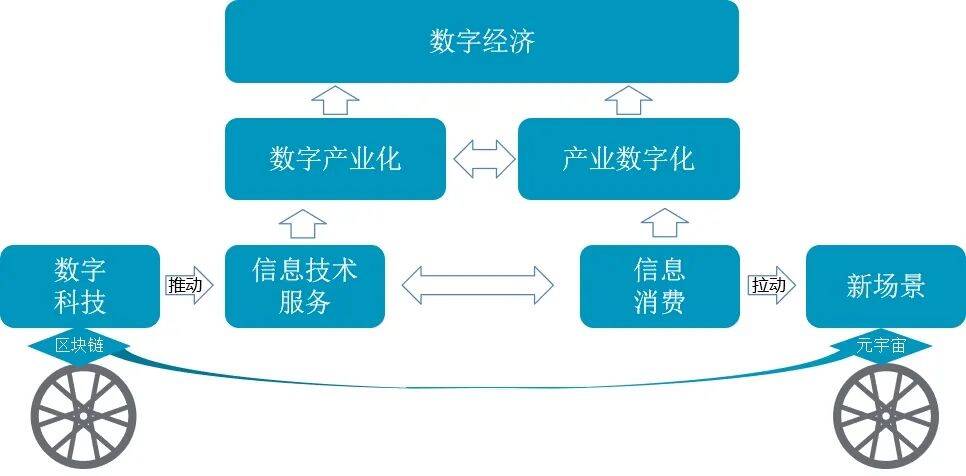 数字经济
数字产业化
产业数字化
数字
科技
推动
信息技术
服务
信息
消费
拉动
新场景
区块链
元宇宙